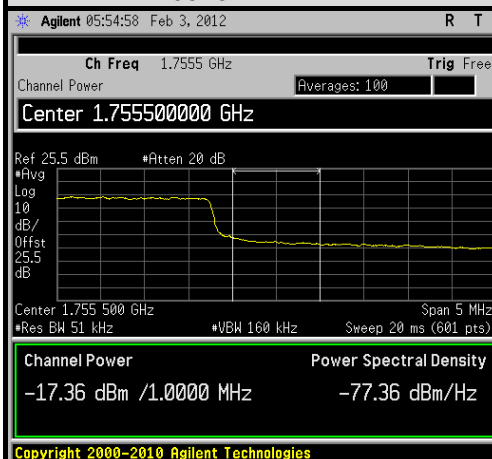 Agilent 05:54:58 Feb 3, 2012 R T
Ch Freq 1.7555 GHz Trig Free
Channel Power Averages: 100
Center 1.755500000 GHz
Ref 25.5 dBm #Atten 20 dB
#Avg
Log
10
dB/
Offst
25.5
dB
Center 1.755 500 GHz Span 5 MHz
#Res BW 51 kHz #VBW 160 kHz Sweep 20 ms (601 pts)
Channel Power Power Spectral Density
-17.36 dBm /1.0000 MHz -77.36 dBm/Hz
Copyright 2000-2010 Agilent Technologies